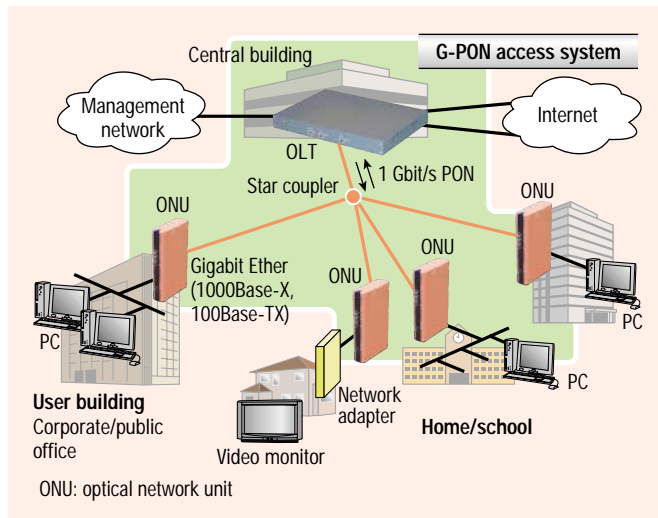 G-PON access system
Central building
Management
network
Internet
OLT
1 Gbit/s PON
Star coupler
ONU
ONU
ONU
ONU
Gigabit Ether
(1000Base-X,
100Base-TX)
PC
PC
PC
Network
adapter
User building
Corporate/public
office
Home/school
Video monitor
ONU: optical network unit